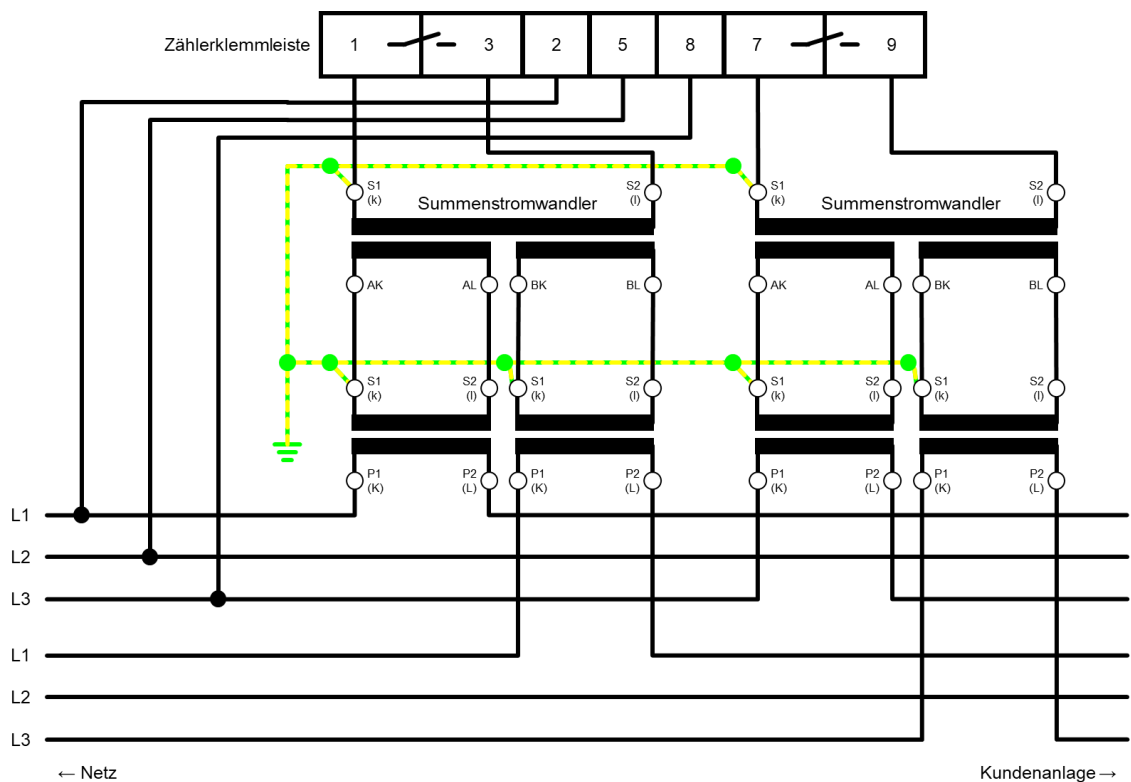 Zählerklemmleiste 1 3 2 5 8 7 9
S1 (k) S2 (l) S1 (k) S2 (l)
Summenstromwandler Summenstromwandler
AK AL BK BL AK AL BK BL
S1 (k) S2 (l) S1 (k) S2 (l) S1 (k) S2 (l) S1 (k) S2 (l)
P1 (K) P2 (L) P1 (K) P2 (L) P1 (K) P2 (L) P1 (K) P2 (L)
L1
L2
L3
L1
L2
L3
← Netz Kundenanlage →